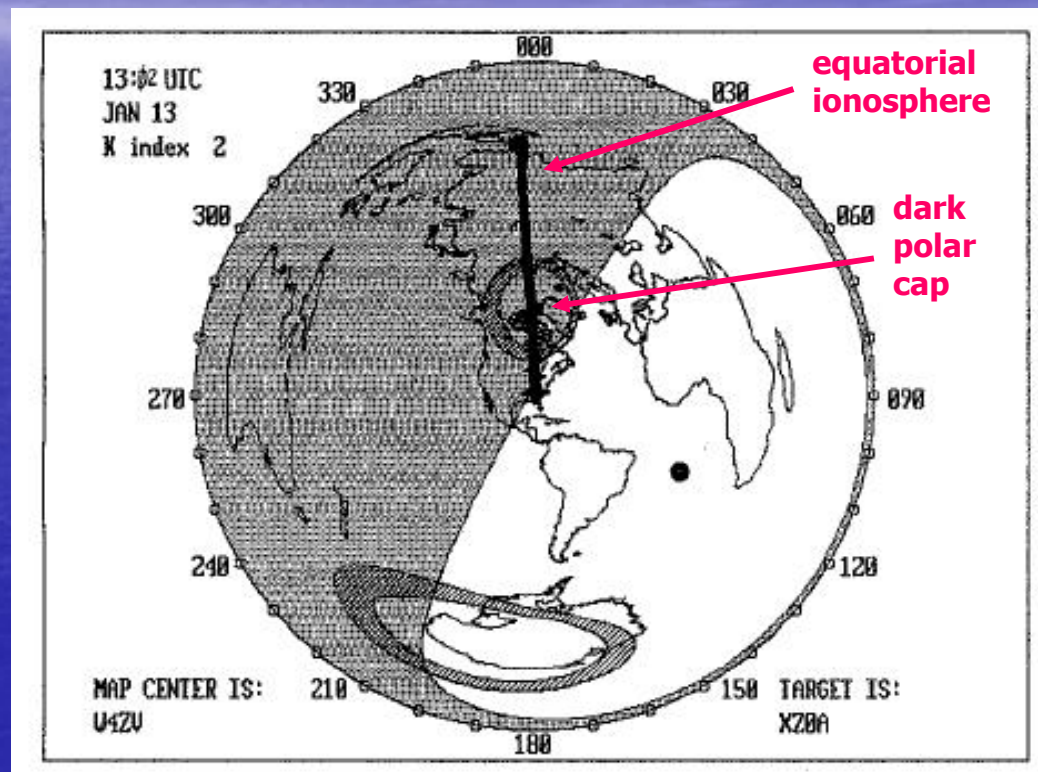 000
13:02 UTC
JAN 13
K index 2
equatorial
ionosphere
330
030
300
060
dark
polar
cap
270
090
240
120
MAP CENTER IS:
W4ZV
210
150
TARGET IS:
XZ0A
180